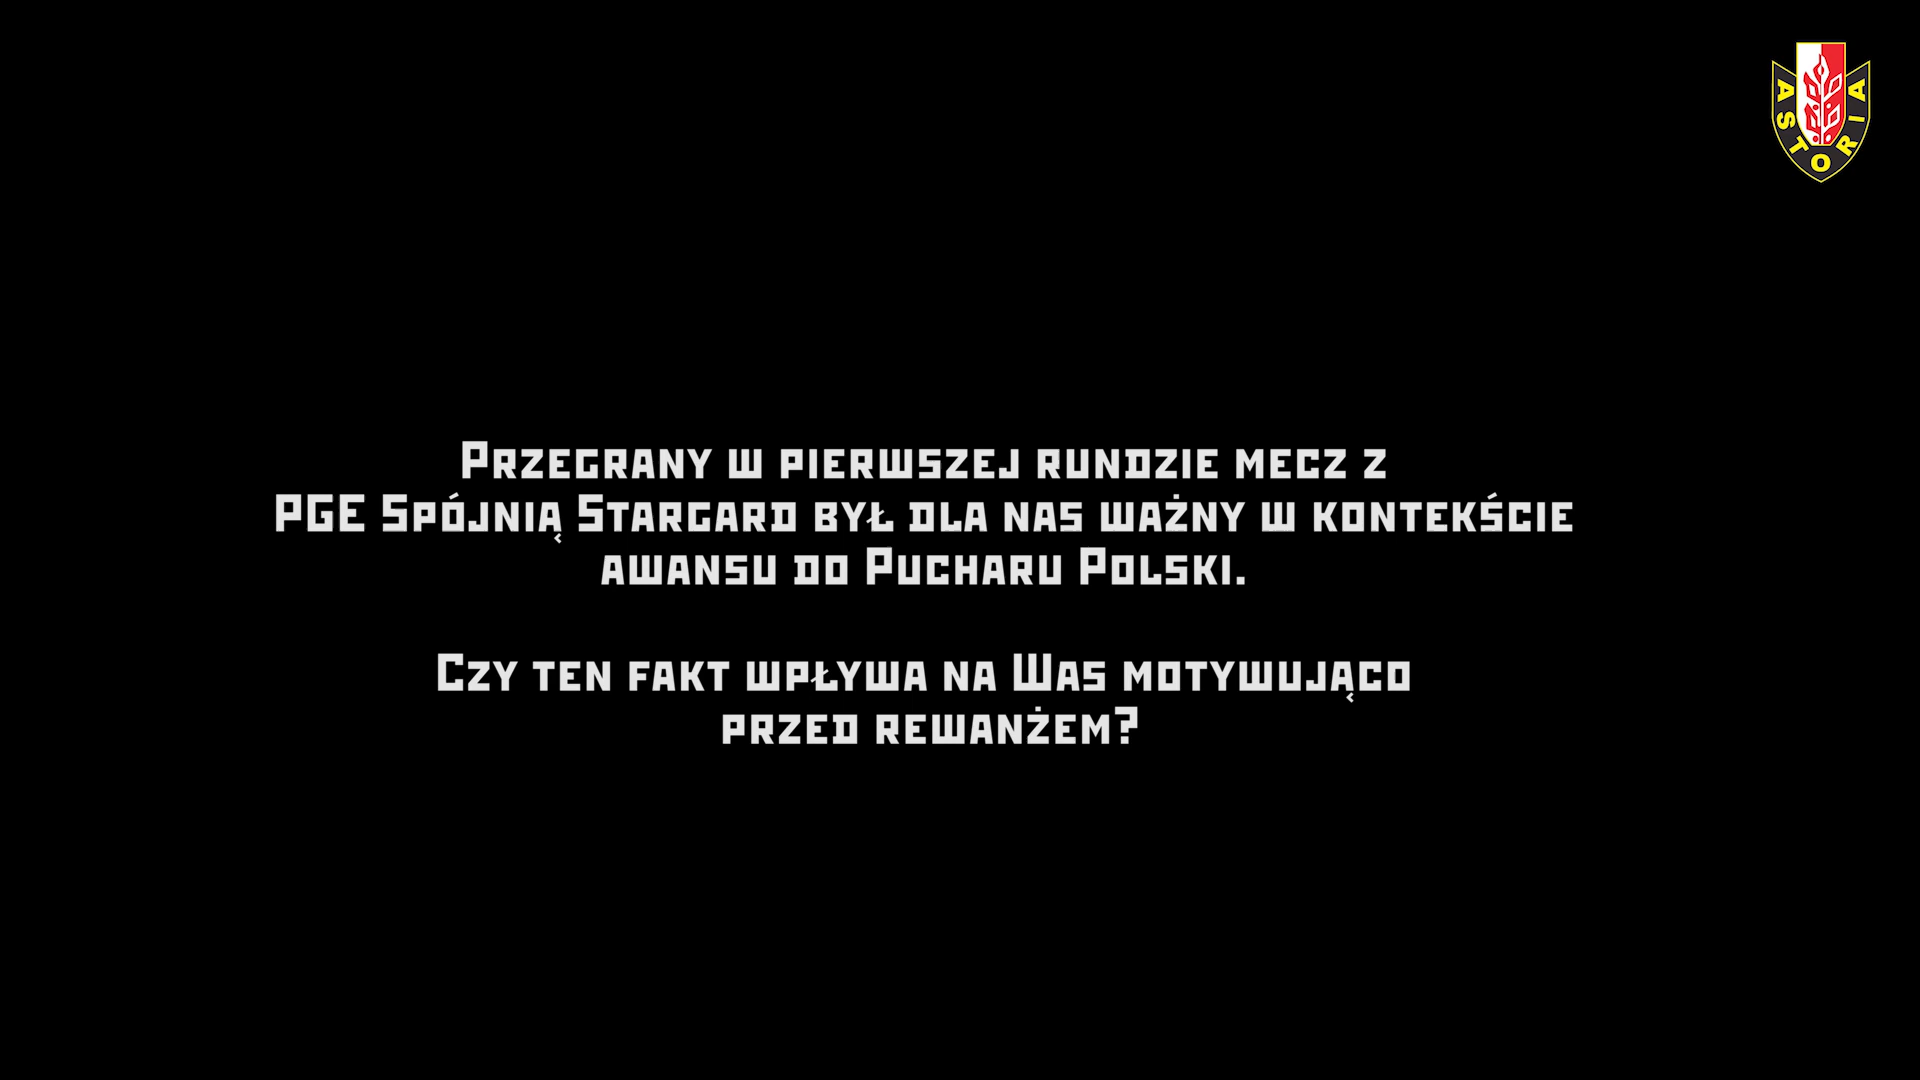 ASTORIA
Przegrany w pierwszej rundzie mecz z
PGE Spójnią Stargard był dla nas ważny w kontekście
awansu do Pucharu Polski.
Czy ten fakt wpływa na Was motywująco
przed rewanżem?